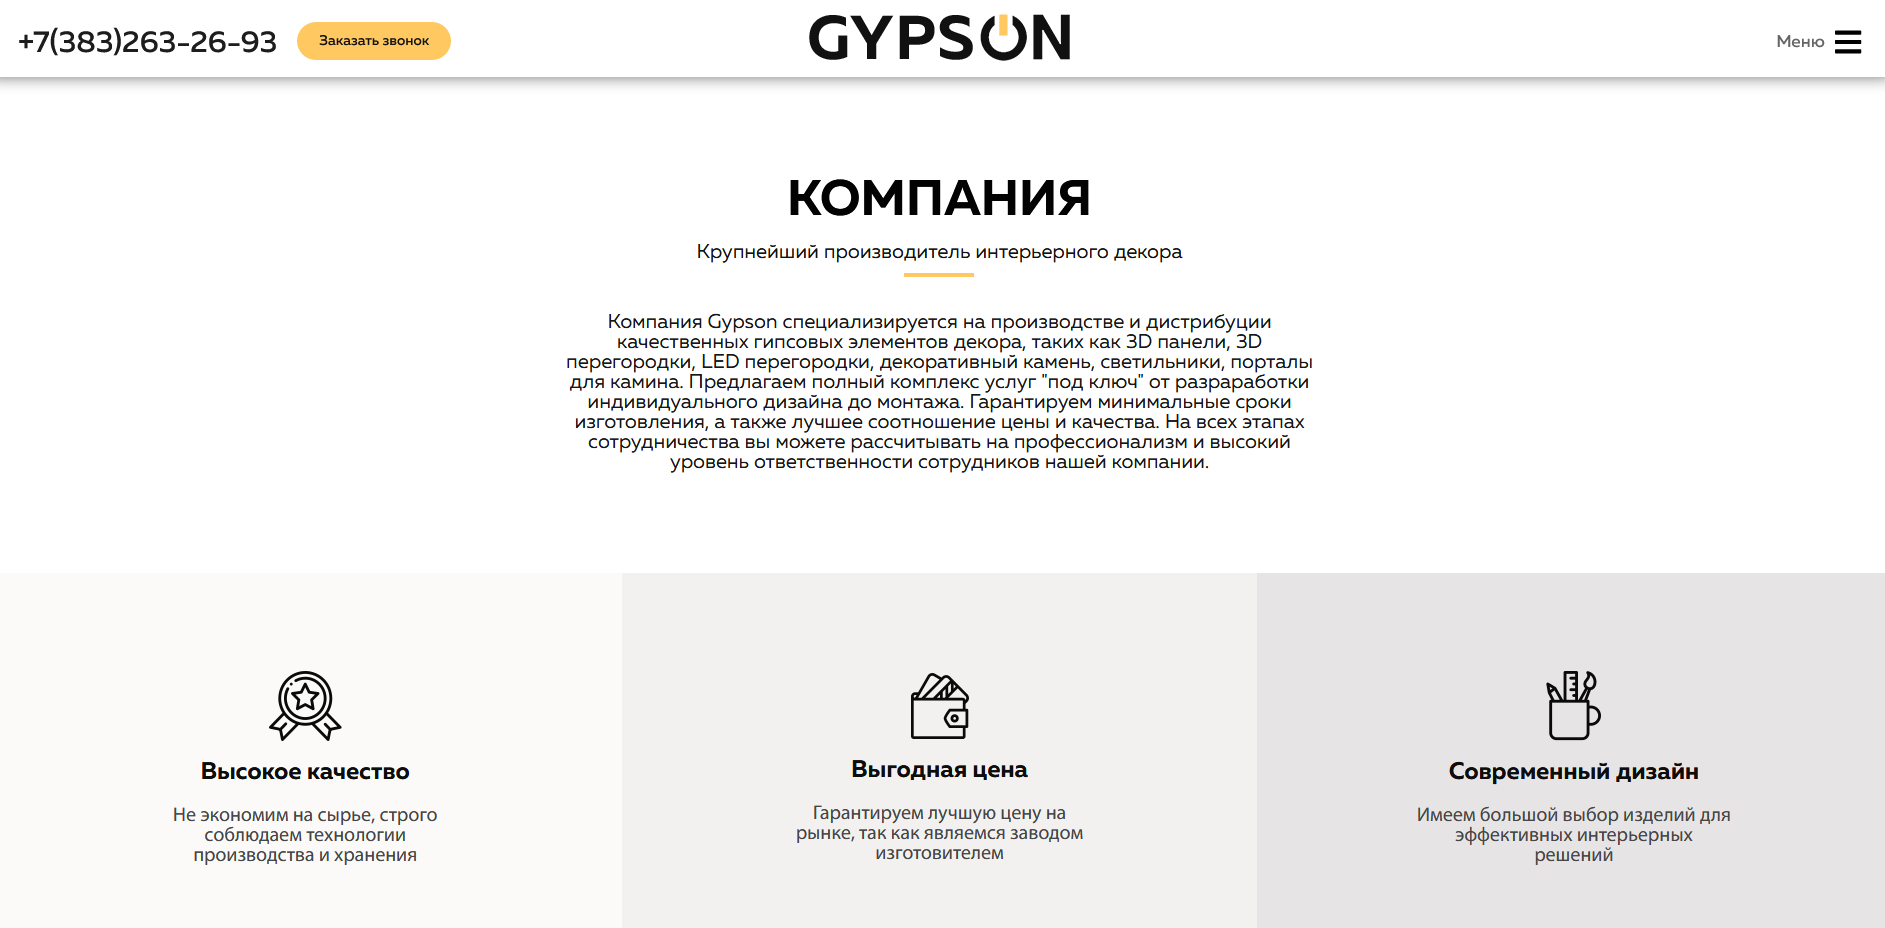 +7(383)263-26-93
Заказать звонок
GYPSON
Меню
КОМПАНИЯ
Крупнейший производитель интерьерного декора
Компания Gypson специализируется на производстве и дистрибуции
качественных гипсовых элементов декора, таких как 3D панели, 3D
перегородки, LED перегородки, декоративный камень, светильники, порталы
для камина. Предлагаем полный комплекс услуг "под ключ" от разраработки
индивидуального дизайна до монтажа. Гарантируем минимальные сроки
изготовления, а также лучшее соотношение цены и качества. На всех этапах
сотрудничества вы можете рассчитывать на профессионализм и высокий
уровень ответственности сотрудников нашей компании.
Высокое качество
Не экономим на сырье, строго
соблюдаем технологии
производства и хранения
Выгодная цена
Гарантируем лучшую цену на
рынке, так как являемся заводом
изготовителем
Современный дизайн
Имеем большой выбор изделий для
эффективных интерьерных
решений